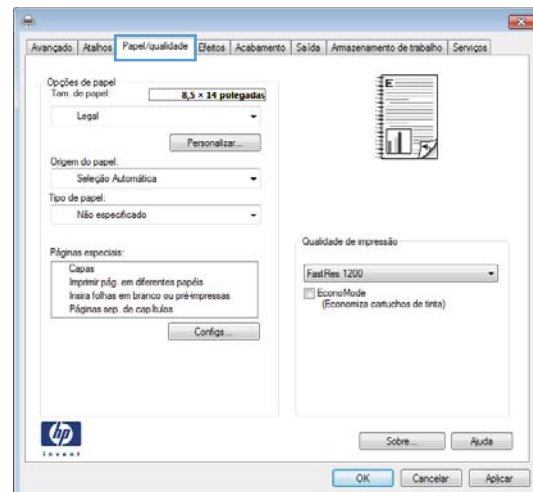 Avançado Atalhos Papel/qualidade Efeitos Acabamento Saída Armazenamento de trabalho Serviços
Opções de papel
Tam. de papel: 8,5 × 14 polegadas
Legal
Personalizar...
Origem do papel:
Seleção Automática
Tipo de papel:
Não especificado
Páginas especiais:
Capas
Imprimir pág. em diferentes papéis
Insira folhas em branco ou pré-impressas
Páginas sep. de capítulos
Configs...
E
Qualidade de impressão
FastRes 1200
EconoMode
(Economiza cartuchos de tinta)
hp
invent
Sobre... Ajuda
OK Cancelar Aplicar